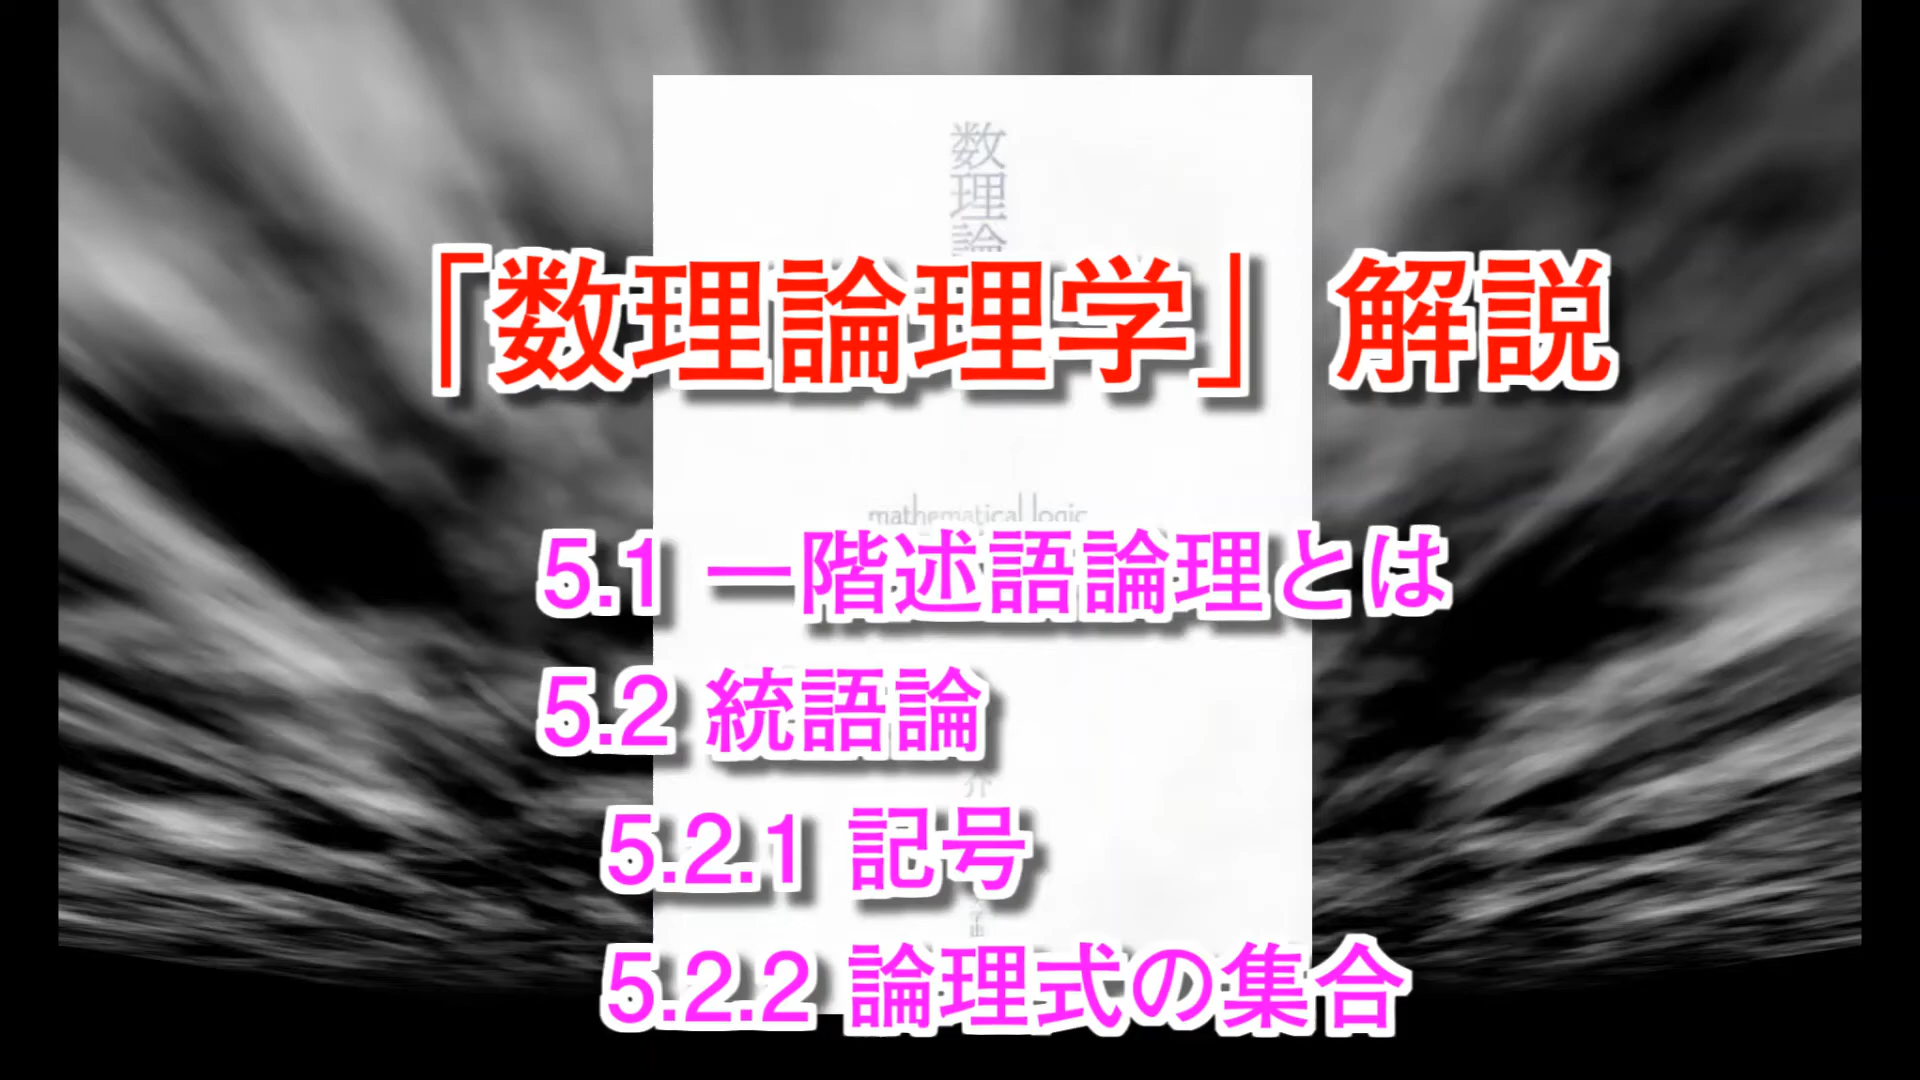 数理論
「数理論理学」解説
mathematical logic
5.1 一階述語論理とは
5.2 統語論
介
5.2.1 記号
5.2.2 論理式の集合